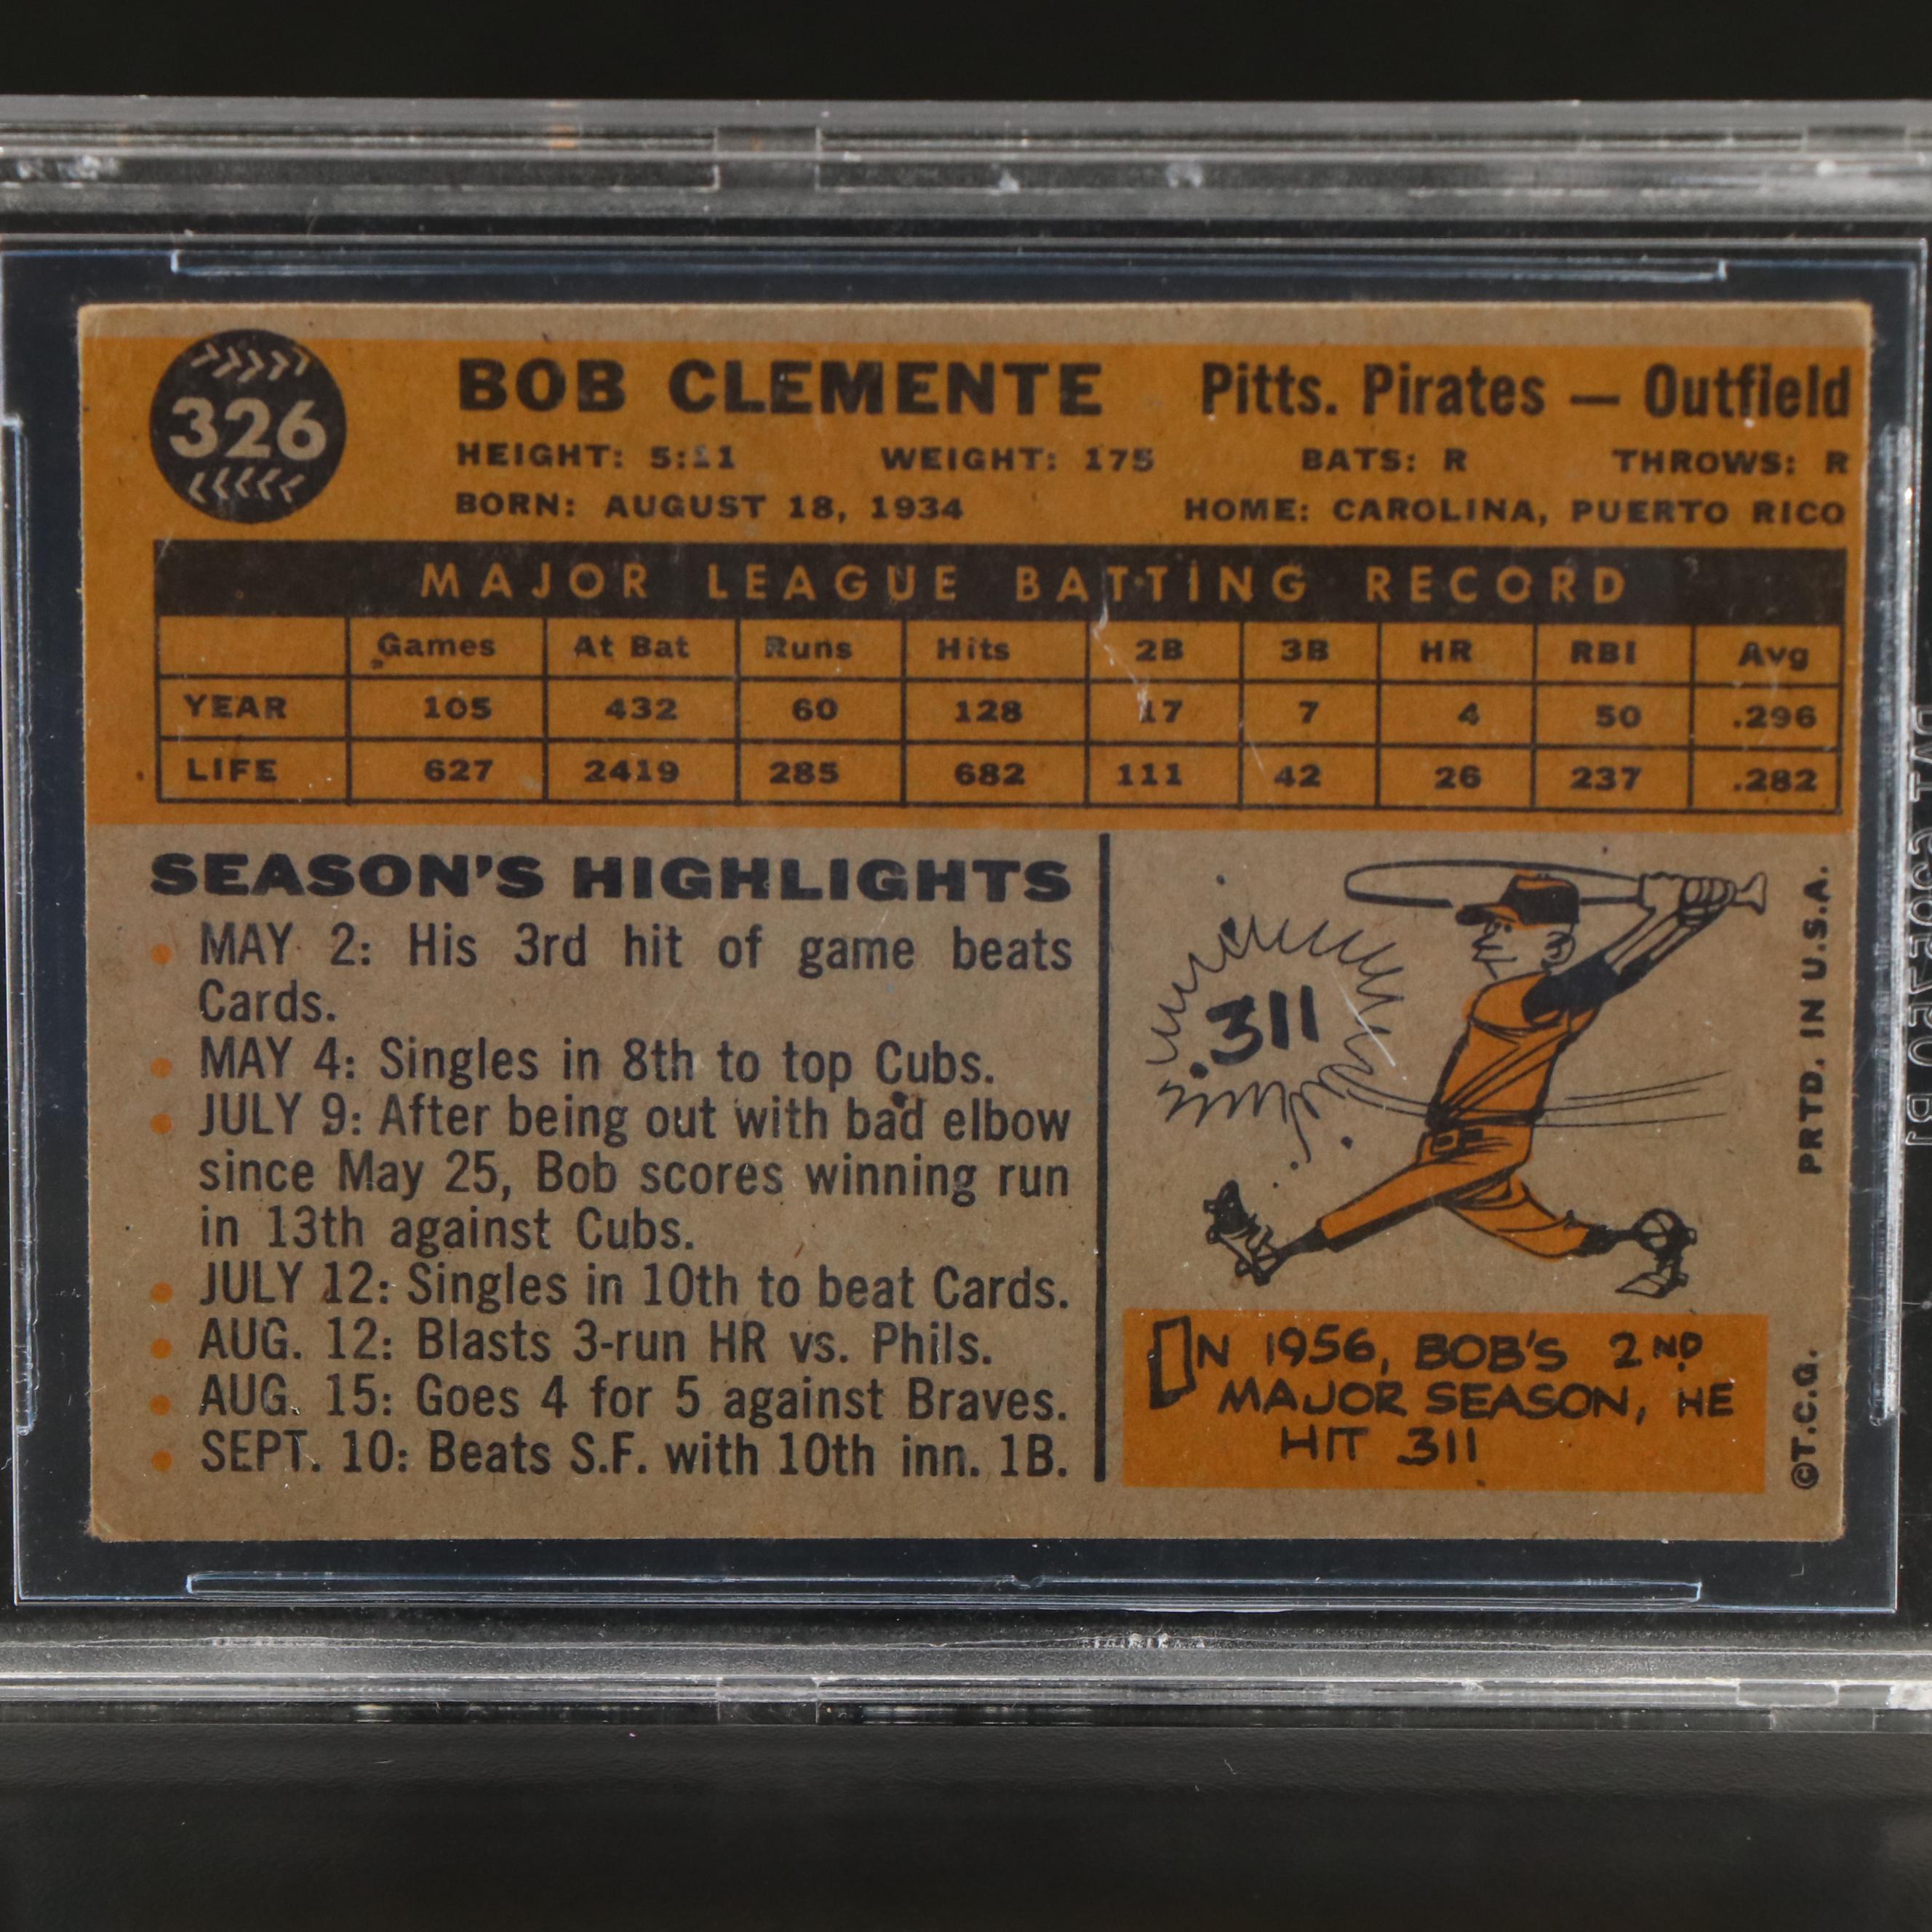 326
BOB CLEMENTE Pitts. Pirates — Outfield
HEIGHT: 5:11 WEIGHT: 175 BATS: R THROWS: R
BORN: AUGUST 18, 1934 HOME: CAROLINA, PUERTO RICO
MAJOR LEAGUE BATTING RECORD
Games At Bat Runs Hits 2B 3B HR RBI Avg
YEAR 105 432 60 128 17 7 4 50 .296
LIFE 627 2419 285 682 111 42 26 237 .282
SEASON'S HIGHLIGHTS
• MAY 2: His 3rd hit of game beats
Cards.
• MAY 4: Singles in 8th to top Cubs.
• JULY 9: After being out with bad elbow
since May 25, Bob scores winning run
in 13th against Cubs.
• JULY 12: Singles in 10th to beat Cards.
• AUG. 12: Blasts 3-run HR vs. Phils.
• AUG. 15: Goes 4 for 5 against Braves.
• SEPT. 10: Beats S.F. with 10th inn. 1B.
.311
IN 1956, BOB'S 2ND
MAJOR SEASON, HE
HIT 311
©T.C.G. PRTD. IN U.S.A.